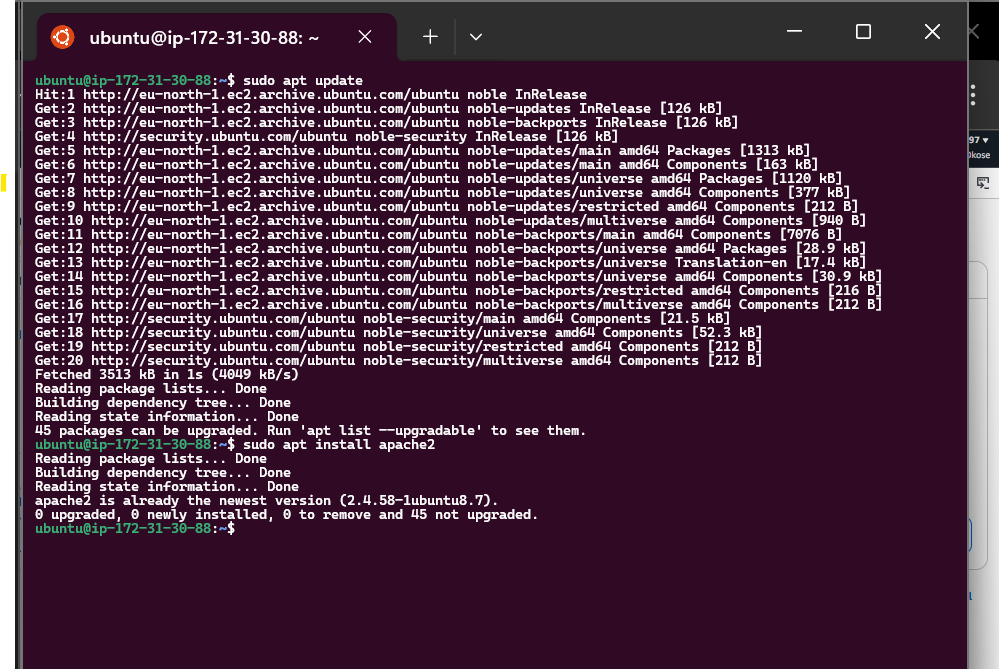 ubuntu@ip-172-31-30-88: ~
ubuntu@ip-172-31-30-88:~$ sudo apt update
Hit:1 http://eu-north-1.ec2.archive.ubuntu.com/ubuntu noble InRelease
Get:2 http://eu-north-1.ec2.archive.ubuntu.com/ubuntu noble-updates InRelease [126 kB]
Get:3 http://eu-north-1.ec2.archive.ubuntu.com/ubuntu noble-backports InRelease [126 kB]
Get:4 http://security.ubuntu.com/ubuntu noble-security InRelease [126 kB]
Get:5 http://eu-north-1.ec2.archive.ubuntu.com/ubuntu noble-updates/main amd64 Packages [1313 kB]
Get:6 http://eu-north-1.ec2.archive.ubuntu.com/ubuntu noble-updates/main amd64 Components [163 kB]
Get:7 http://eu-north-1.ec2.archive.ubuntu.com/ubuntu noble-updates/universe amd64 Packages [1120 kB]
Get:8 http://eu-north-1.ec2.archive.ubuntu.com/ubuntu noble-updates/universe amd64 Components [377 kB]
Get:9 http://eu-north-1.ec2.archive.ubuntu.com/ubuntu noble-updates/restricted amd64 Components [212 B]
Get:10 http://eu-north-1.ec2.archive.ubuntu.com/ubuntu noble-updates/multiverse amd64 Components [940 B]
Get:11 http://eu-north-1.ec2.archive.ubuntu.com/ubuntu noble-backports/main amd64 Components [7076 B]
Get:12 http://eu-north-1.ec2.archive.ubuntu.com/ubuntu noble-backports/universe amd64 Packages [28.9 kB]
Get:13 http://eu-north-1.ec2.archive.ubuntu.com/ubuntu noble-backports/universe Translation-en [17.4 kB]
Get:14 http://eu-north-1.ec2.archive.ubuntu.com/ubuntu noble-backports/universe amd64 Components [30.9 kB]
Get:15 http://eu-north-1.ec2.archive.ubuntu.com/ubuntu noble-backports/restricted amd64 Components [216 B]
Get:16 http://eu-north-1.ec2.archive.ubuntu.com/ubuntu noble-backports/multiverse amd64 Components [212 B]
Get:17 http://security.ubuntu.com/ubuntu noble-security/main amd64 Components [21.5 kB]
Get:18 http://security.ubuntu.com/ubuntu noble-security/universe amd64 Components [52.3 kB]
Get:19 http://security.ubuntu.com/ubuntu noble-security/restricted amd64 Components [212 B]
Get:20 http://security.ubuntu.com/ubuntu noble-security/multiverse amd64 Components [212 B]
Fetched 3513 kB in 1s (4049 kB/s)
Reading package lists... Done
Building dependency tree... Done
Reading state information... Done
45 packages can be upgraded. Run 'apt list --upgradable' to see them.
ubuntu@ip-172-31-30-88:~$ sudo apt install apache2
Reading package lists... Done
Building dependency tree... Done
Reading state information... Done
apache2 is already the newest version (2.4.58-1ubuntu8.7).
0 upgraded, 0 newly installed, 0 to remove and 45 not upgraded.
ubuntu@ip-172-31-30-88:~$